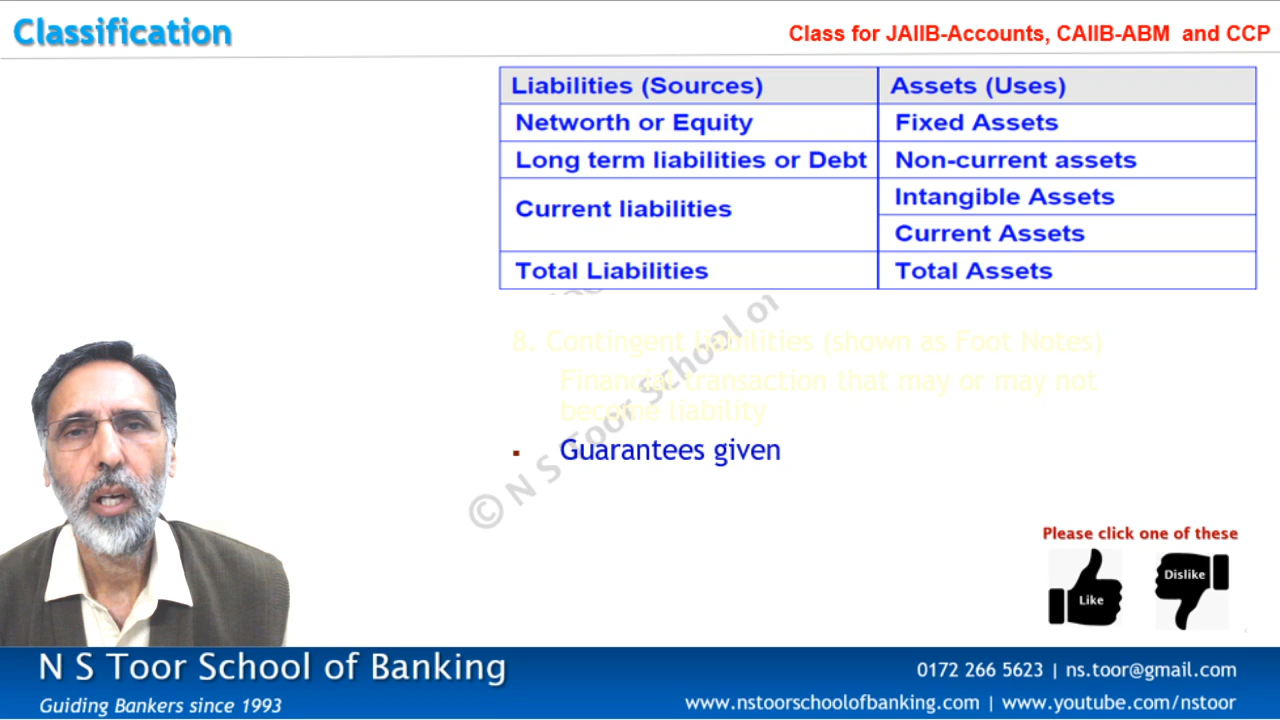 Classification
Class for JAIIB-Accounts, CAIIB-ABM and CCP
Liabilities (Sources)
Assets (Uses)
Networth or Equity
Fixed Assets
Long term liabilities or Debt
Non-current assets
Current liabilities
Intangible Assets
Current Assets
Total Liabilities
Total Assets
8. Contingent liabilities (shown as Foot Notes)
Financial transaction that may or may not
become liability
▪ Guarantees given
© N S Toor School of
Please click one of these
Like
Dislike
N S Toor School of Banking
0172 266 5623 | ns.toor@gmail.com
Guiding Bankers since 1993
www.nstoorschoolofbanking.com | www.youtube.com/nstoor